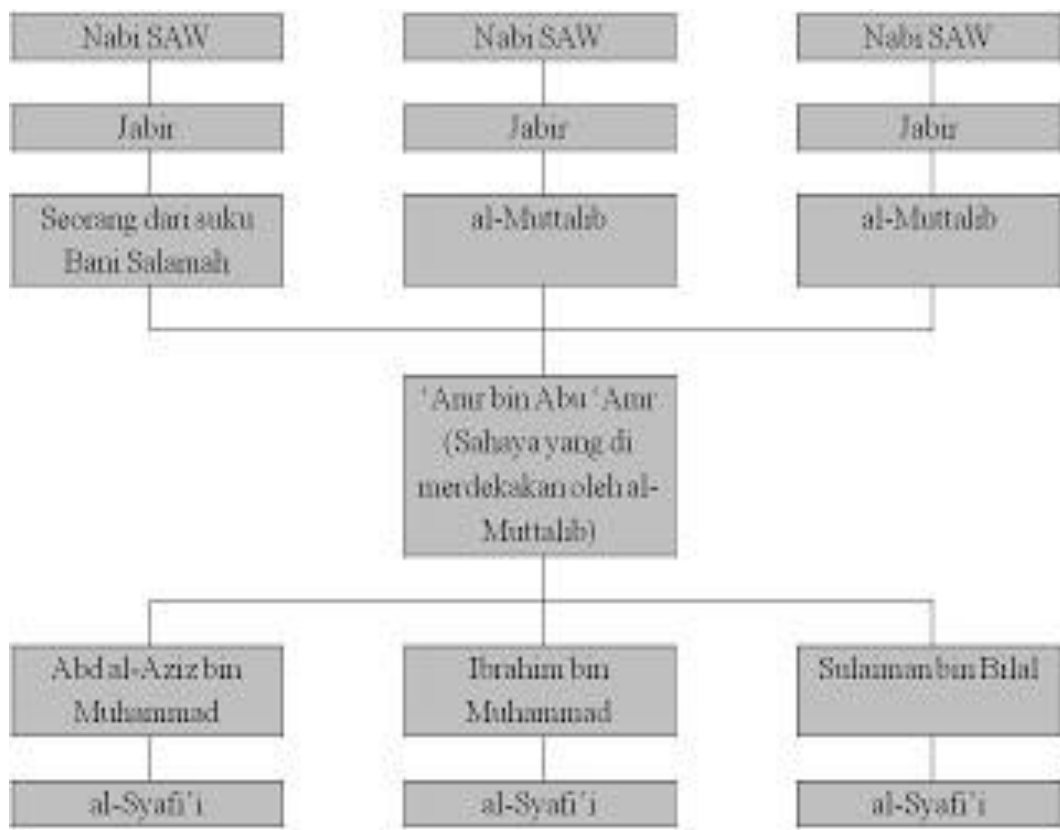 Nabi SAW
Nabi SAW
Nabi SAW
Jabir
Jabir
Jabir
Seorang dari suku
Bani Salamah
al-Muttalib
al-Muttalib
‘Amr bin Abu ‘Amr
(Sahaya yang di
merdekakan oleh al-
Muttalib)
Abd al-Aziz bin
Muhammad
Ibrahim bin
Muhammad
Sulaiman bin Bilal
al-Syafi’i
al-Syafi’i
al-Syafi’i